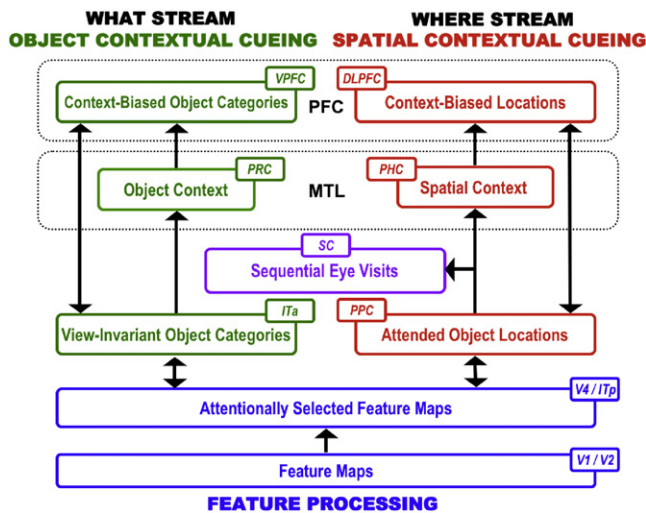 WHAT STREAM
OBJECT CONTEXTUAL CUEING
WHERE STREAM
SPATIAL CONTEXTUAL CUEING
VPFC
Context-Biased Object Categories
PFC
DLPFC
Context-Biased Locations
PRC
Object Context
MTL
PHC
Spatial Context
SC
Sequential Eye Visits
ITa
View-Invariant Object Categories
PPC
Attended Object Locations
V4 / ITp
Attentionally Selected Feature Maps
V1 / V2
Feature Maps
FEATURE PROCESSING